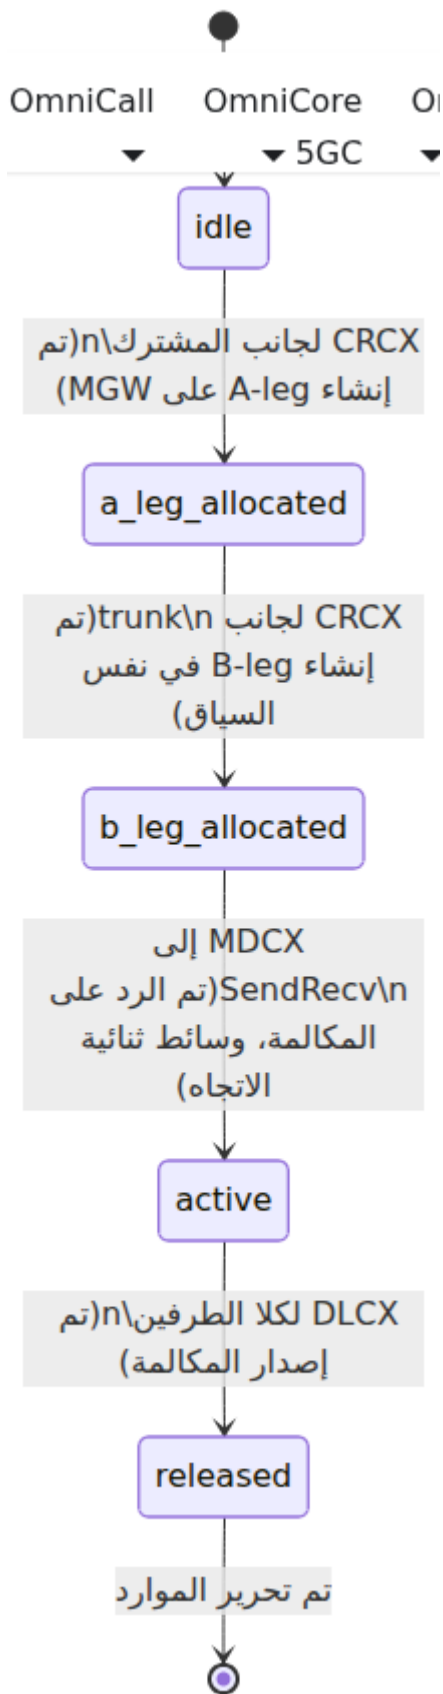 OmniCall OmniCore
5GC
idle
CRCX لجانب المشترك\n(تم
إنشاء A-leg على MGW)
a_leg_allocated
CRCX لجانب trunk\n(تم
إنشاء B-leg في نفس
السياق)
b_leg_allocated
MDCX إلى
SendRecv\n(تم الرد على
المكالمة، وسائط ثنائية
الاتجاه)
active
DLCX لكلا الطرفين\n(تم
إصدار المكالمة)
released
تم تحرير الموارد